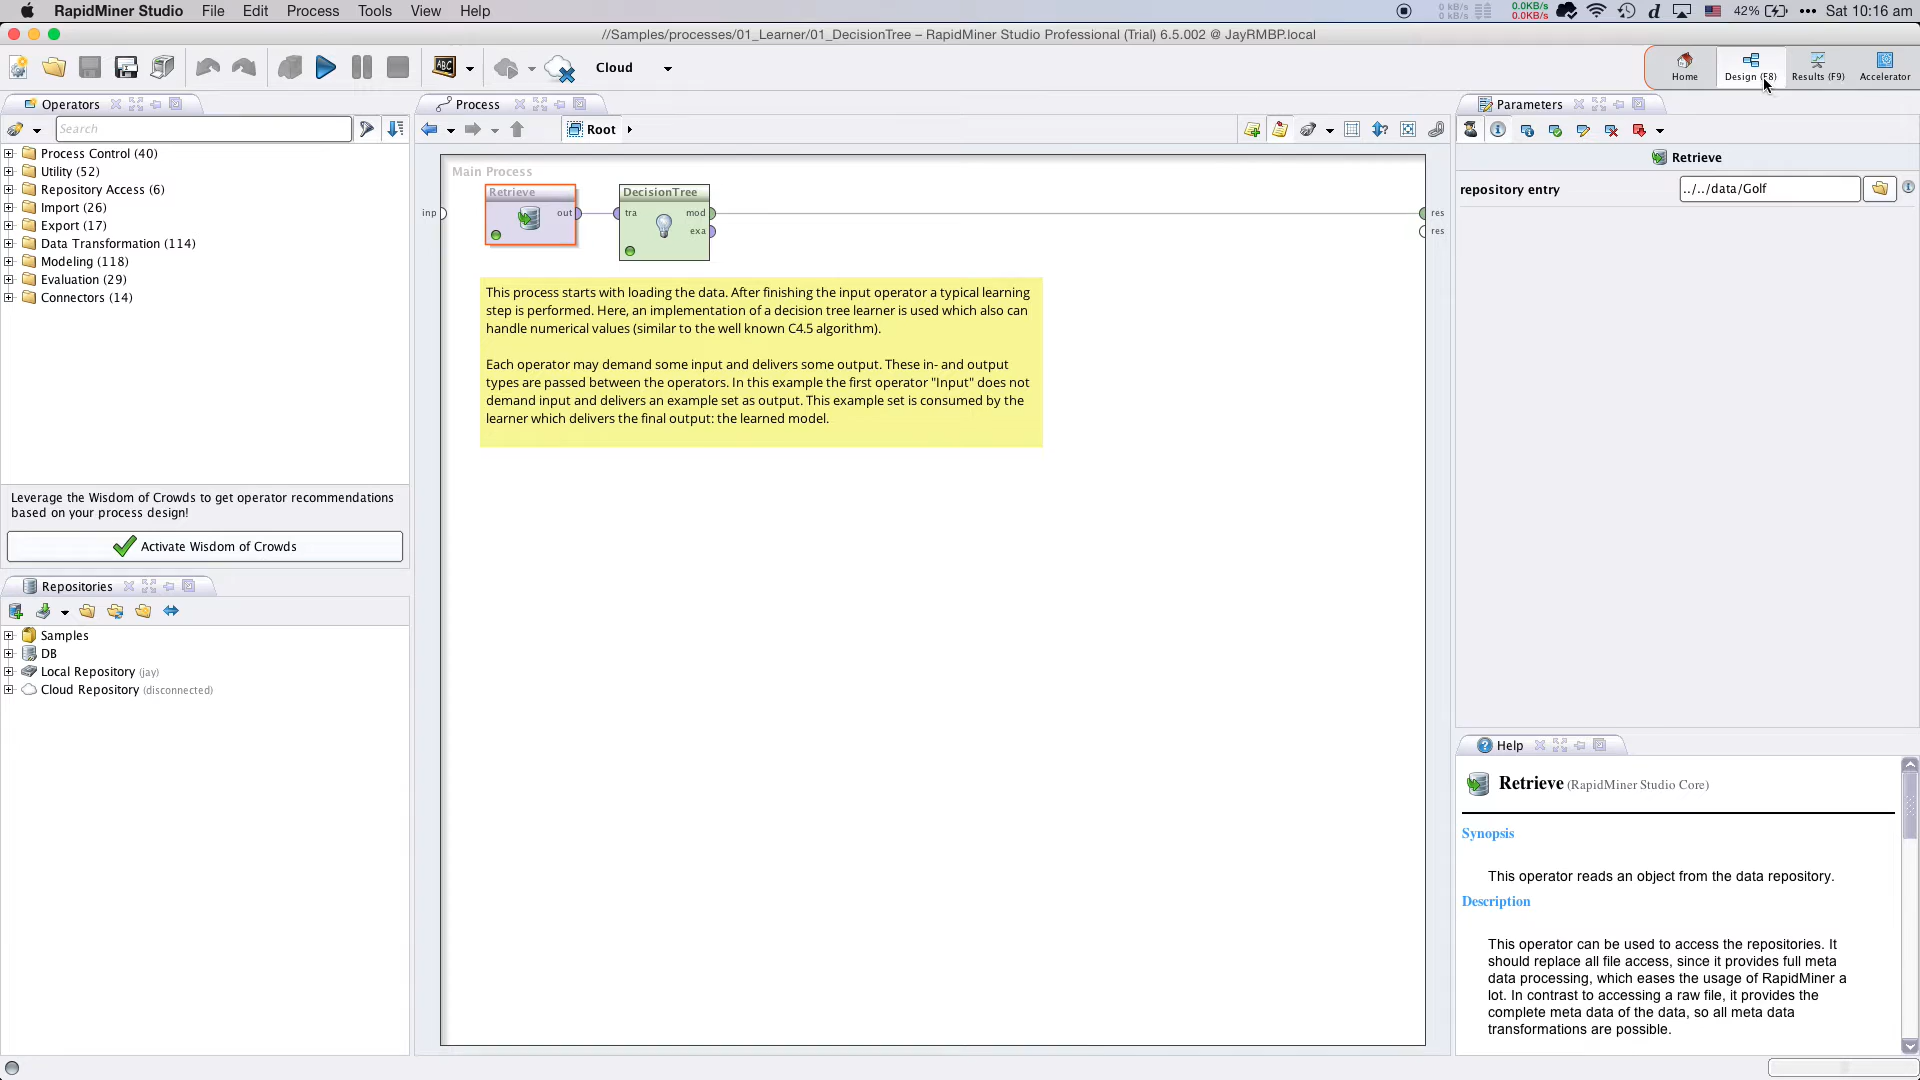 RapidMiner Studio File Edit Process Tools View Help
0 kB/s
0 kB/s
0.0KB/s
0.0KB/s
42% Sat 10:16 am
//Samples/processes/01_Learner/01_DecisionTree – RapidMiner Studio Professional (Trial) 6.5.002 @ JayRMBP.local
ABC
Cloud
Home
Design (F8)
Results (F9)
Accelerator
Operators
Search
Process Control (40)
Utility (52)
Repository Access (6)
Import (26)
Export (17)
Data Transformation (114)
Modeling (118)
Evaluation (29)
Connectors (14)
Leverage the Wisdom of Crowds to get operator recommendations
based on your process design!
Activate Wisdom of Crowds
Repositories
Samples
DB
Local Repository (jay)
Cloud Repository (disconnected)
Process
Root
Main Process
inp
Retrieve
out
DecisionTree
tra
mod
exa
res
res
This process starts with loading the data. After finishing the input operator a typical learning
step is performed. Here, an implementation of a decision tree learner is used which also can
handle numerical values (similar to the well known C4.5 algorithm).
Each operator may demand some input and delivers some output. These in- and output
types are passed between the operators. In this example the first operator "Input" does not
demand input and delivers an example set as output. This example set is consumed by the
learner which delivers the final output: the learned model.
Parameters
Retrieve
repository entry
../../data/Golf
Help
Retrieve (RapidMiner Studio Core)
Synopsis
This operator reads an object from the data repository.
Description
This operator can be used to access the repositories. It
should replace all file access, since it provides full meta
data processing, which eases the usage of RapidMiner a
lot. In contrast to accessing a raw file, it provides the
complete meta data of the data, so all meta data
transformations are possible.